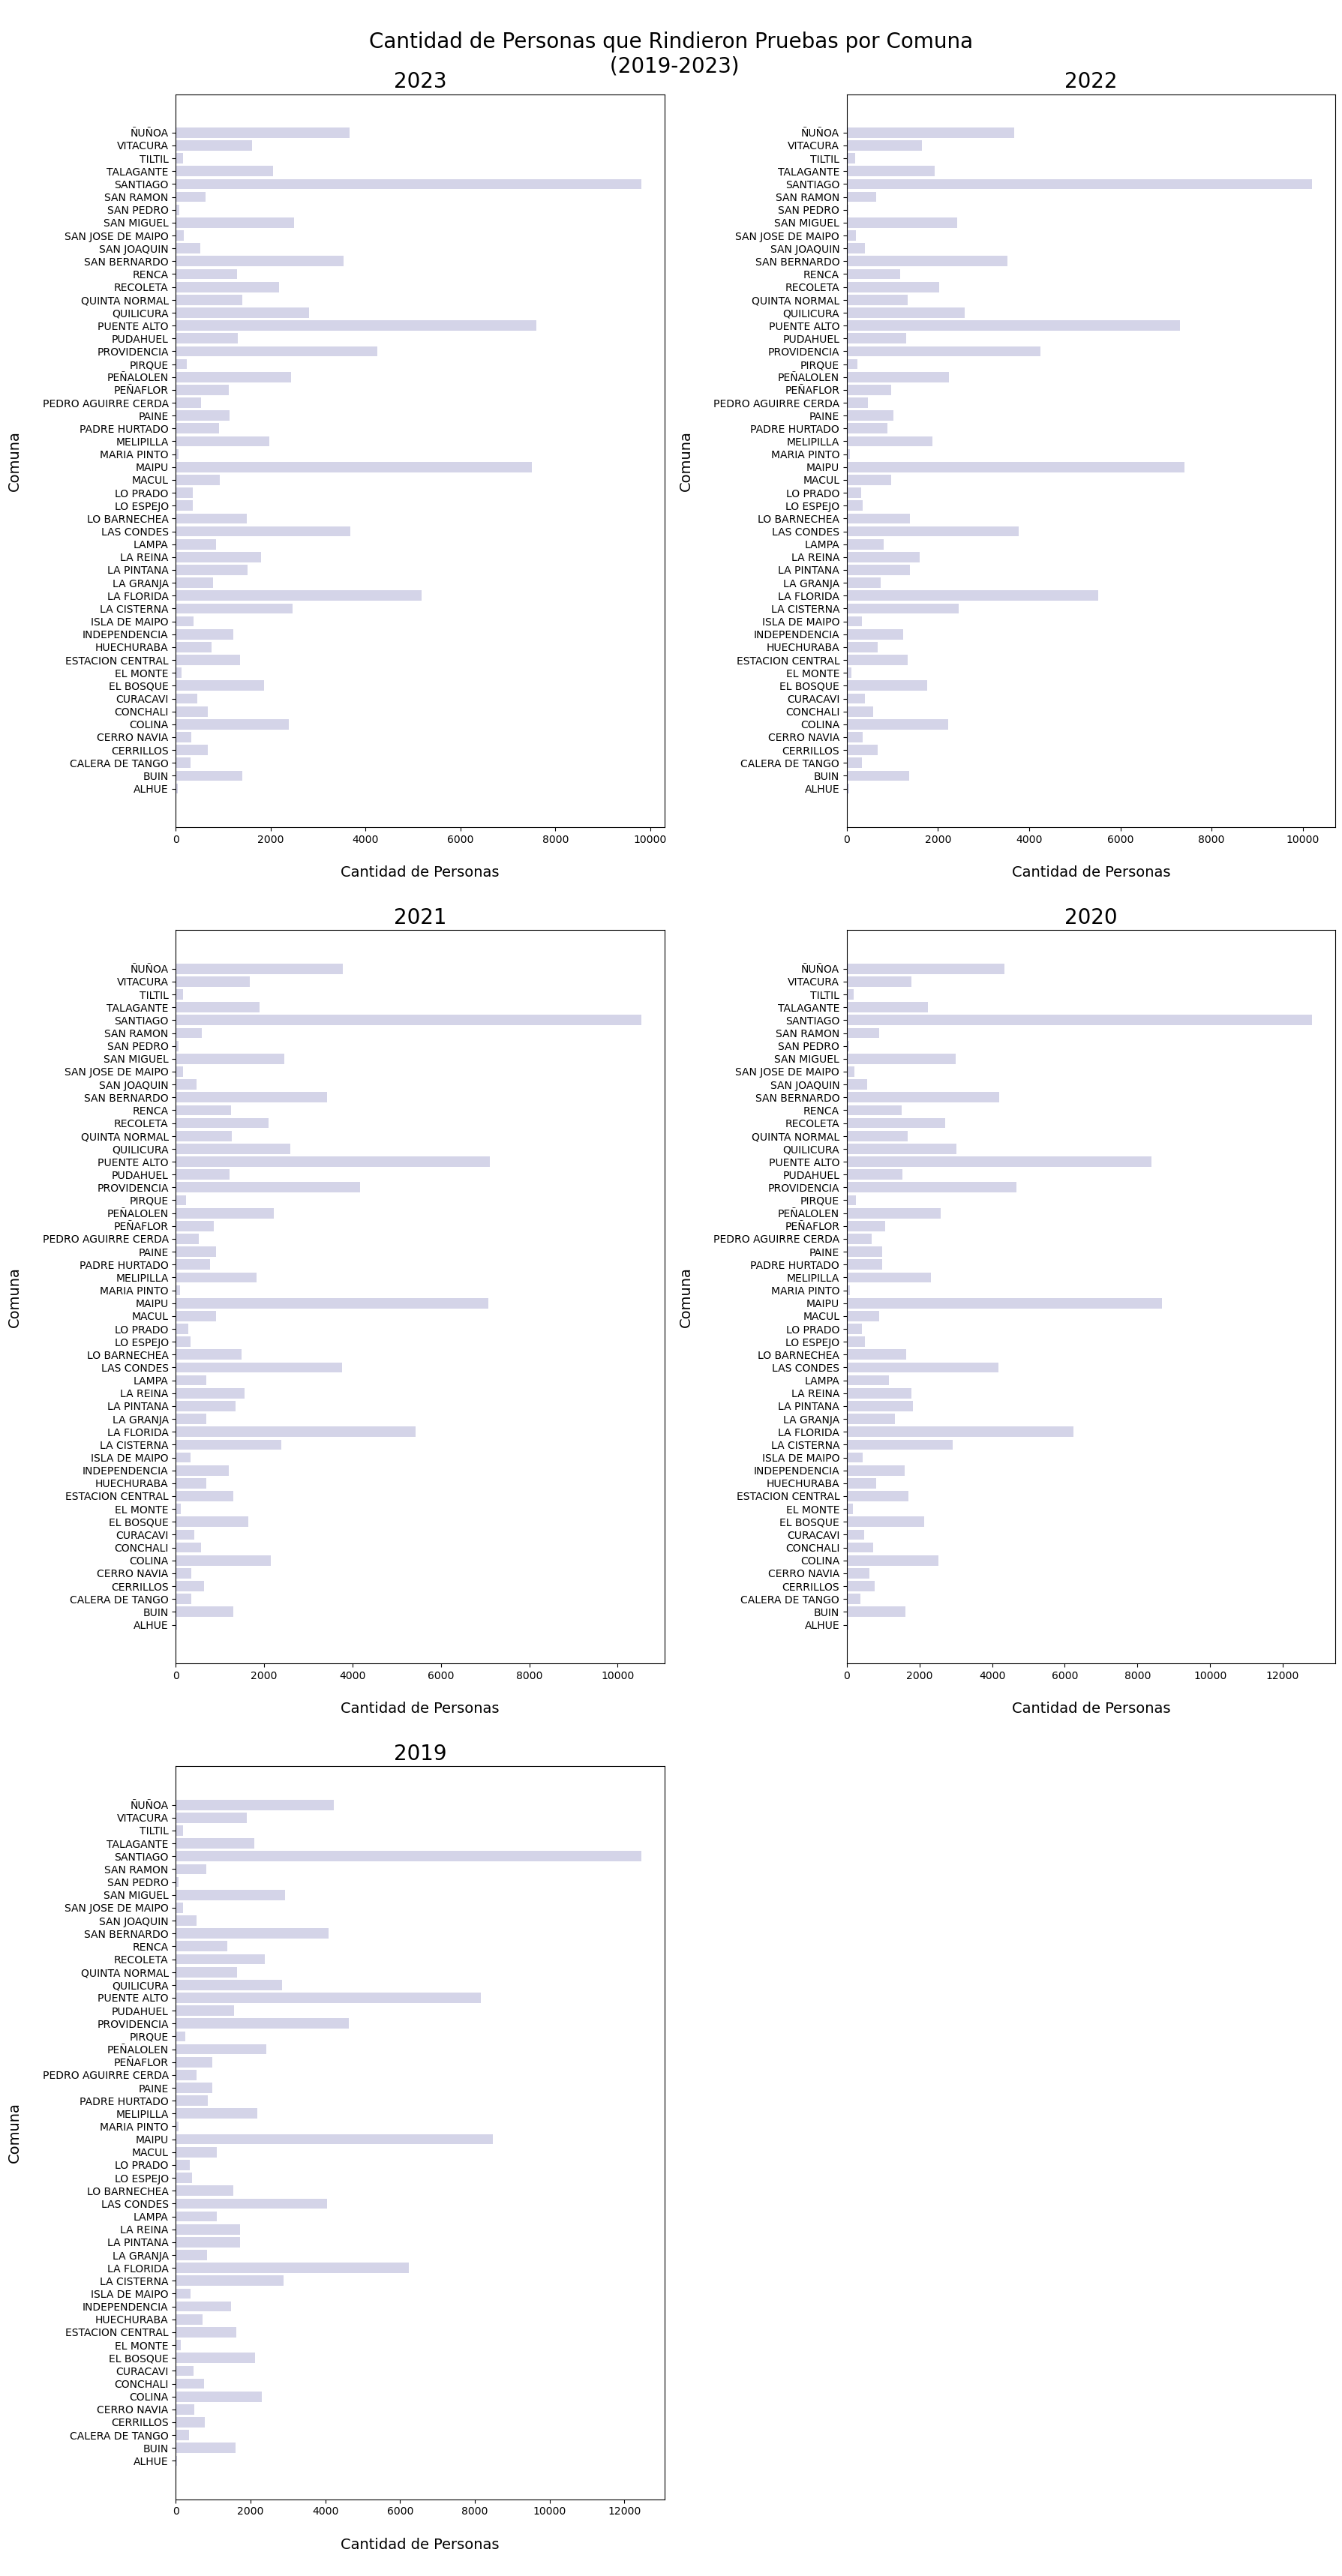 Cantidad de Personas que Rindieron Pruebas por Comuna
(2019-2023)
2023
ÑUÑOA
VITACURA
TILTIL
TALAGANTE
SANTIAGO
SAN RAMON
SAN PEDRO
SAN MIGUEL
SAN JOSE DE MAIPO
SAN JOAQUIN
SAN BERNARDO
RENCA
RECOLETA
QUINTA NORMAL
QUILICURA
PUENTE ALTO
PUDAHUEL
PROVIDENCIA
PIRQUE
PEÑALOLEN
PEÑAFLOR
PEDRO AGUIRRE CERDA
PAINE
PADRE HURTADO
MELIPILLA
MARIA PINTO
MAIPU
MACUL
LO PRADO
LO ESPEJO
LO BARNECHEA
LAS CONDES
LAMPA
LA REINA
LA PINTANA
LA GRANJA
LA FLORIDA
LA CISTERNA
ISLA DE MAIPO
INDEPENDENCIA
HUECHURABA
ESTACION CENTRAL
EL MONTE
EL BOSQUE
CURACAVI
CONCHALI
COLINA
CERRO NAVIA
CERRILLOS
CALERA DE TANGO
BUIN
ALHUE
Comuna
0 2000 4000 6000 8000 10000
Cantidad de Personas
2022
ÑUÑOA
VITACURA
TILTIL
TALAGANTE
SANTIAGO
SAN RAMON
SAN PEDRO
SAN MIGUEL
SAN JOSE DE MAIPO
SAN JOAQUIN
SAN BERNARDO
RENCA
RECOLETA
QUINTA NORMAL
QUILICURA
PUENTE ALTO
PUDAHUEL
PROVIDENCIA
PIRQUE
PEÑALOLEN
PEÑAFLOR
PEDRO AGUIRRE CERDA
PAINE
PADRE HURTADO
MELIPILLA
MARIA PINTO
MAIPU
MACUL
LO PRADO
LO ESPEJO
LO BARNECHEA
LAS CONDES
LAMPA
LA REINA
LA PINTANA
LA GRANJA
LA FLORIDA
LA CISTERNA
ISLA DE MAIPO
INDEPENDENCIA
HUECHURABA
ESTACION CENTRAL
EL MONTE
EL BOSQUE
CURACAVI
CONCHALI
COLINA
CERRO NAVIA
CERRILLOS
CALERA DE TANGO
BUIN
ALHUE
Comuna
0 2000 4000 6000 8000 10000
Cantidad de Personas
2021
ÑUÑOA
VITACURA
TILTIL
TALAGANTE
SANTIAGO
SAN RAMON
SAN PEDRO
SAN MIGUEL
SAN JOSE DE MAIPO
SAN JOAQUIN
SAN BERNARDO
RENCA
RECOLETA
QUINTA NORMAL
QUILICURA
PUENTE ALTO
PUDAHUEL
PROVIDENCIA
PIRQUE
PEÑALOLEN
PEÑAFLOR
PEDRO AGUIRRE CERDA
PAINE
PADRE HURTADO
MELIPILLA
MARIA PINTO
MAIPU
MACUL
LO PRADO
LO ESPEJO
LO BARNECHEA
LAS CONDES
LAMPA
LA REINA
LA PINTANA
LA GRANJA
LA FLORIDA
LA CISTERNA
ISLA DE MAIPO
INDEPENDENCIA
HUECHURABA
ESTACION CENTRAL
EL MONTE
EL BOSQUE
CURACAVI
CONCHALI
COLINA
CERRO NAVIA
CERRILLOS
CALERA DE TANGO
BUIN
ALHUE
Comuna
0 2000 4000 6000 8000 10000
Cantidad de Personas
2020
ÑUÑOA
VITACURA
TILTIL
TALAGANTE
SANTIAGO
SAN RAMON
SAN PEDRO
SAN MIGUEL
SAN JOSE DE MAIPO
SAN JOAQUIN
SAN BERNARDO
RENCA
RECOLETA
QUINTA NORMAL
QUILICURA
PUENTE ALTO
PUDAHUEL
PROVIDENCIA
PIRQUE
PEÑALOLEN
PEÑAFLOR
PEDRO AGUIRRE CERDA
PAINE
PADRE HURTADO
MELIPILLA
MARIA PINTO
MAIPU
MACUL
LO PRADO
LO ESPEJO
LO BARNECHEA
LAS CONDES
LAMPA
LA REINA
LA PINTANA
LA GRANJA
LA FLORIDA
LA CISTERNA
ISLA DE MAIPO
INDEPENDENCIA
HUECHURABA
ESTACION CENTRAL
EL MONTE
EL BOSQUE
CURACAVI
CONCHALI
COLINA
CERRO NAVIA
CERRILLOS
CALERA DE TANGO
BUIN
ALHUE
Comuna
0 2000 4000 6000 8000 10000 12000
Cantidad de Personas
2019
ÑUÑOA
VITACURA
TILTIL
TALAGANTE
SANTIAGO
SAN RAMON
SAN PEDRO
SAN MIGUEL
SAN JOSE DE MAIPO
SAN JOAQUIN
SAN BERNARDO
RENCA
RECOLETA
QUINTA NORMAL
QUILICURA
PUENTE ALTO
PUDAHUEL
PROVIDENCIA
PIRQUE
PEÑALOLEN
PEÑAFLOR
PEDRO AGUIRRE CERDA
PAINE
PADRE HURTADO
MELIPILLA
MARIA PINTO
MAIPU
MACUL
LO PRADO
LO ESPEJO
LO BARNECHEA
LAS CONDES
LAMPA
LA REINA
LA PINTANA
LA GRANJA
LA FLORIDA
LA CISTERNA
ISLA DE MAIPO
INDEPENDENCIA
HUECHURABA
ESTACION CENTRAL
EL MONTE
EL BOSQUE
CURACAVI
CONCHALI
COLINA
CERRO NAVIA
CERRILLOS
CALERA DE TANGO
BUIN
ALHUE
Comuna
0 2000 4000 6000 8000 10000 12000
Cantidad de Personas